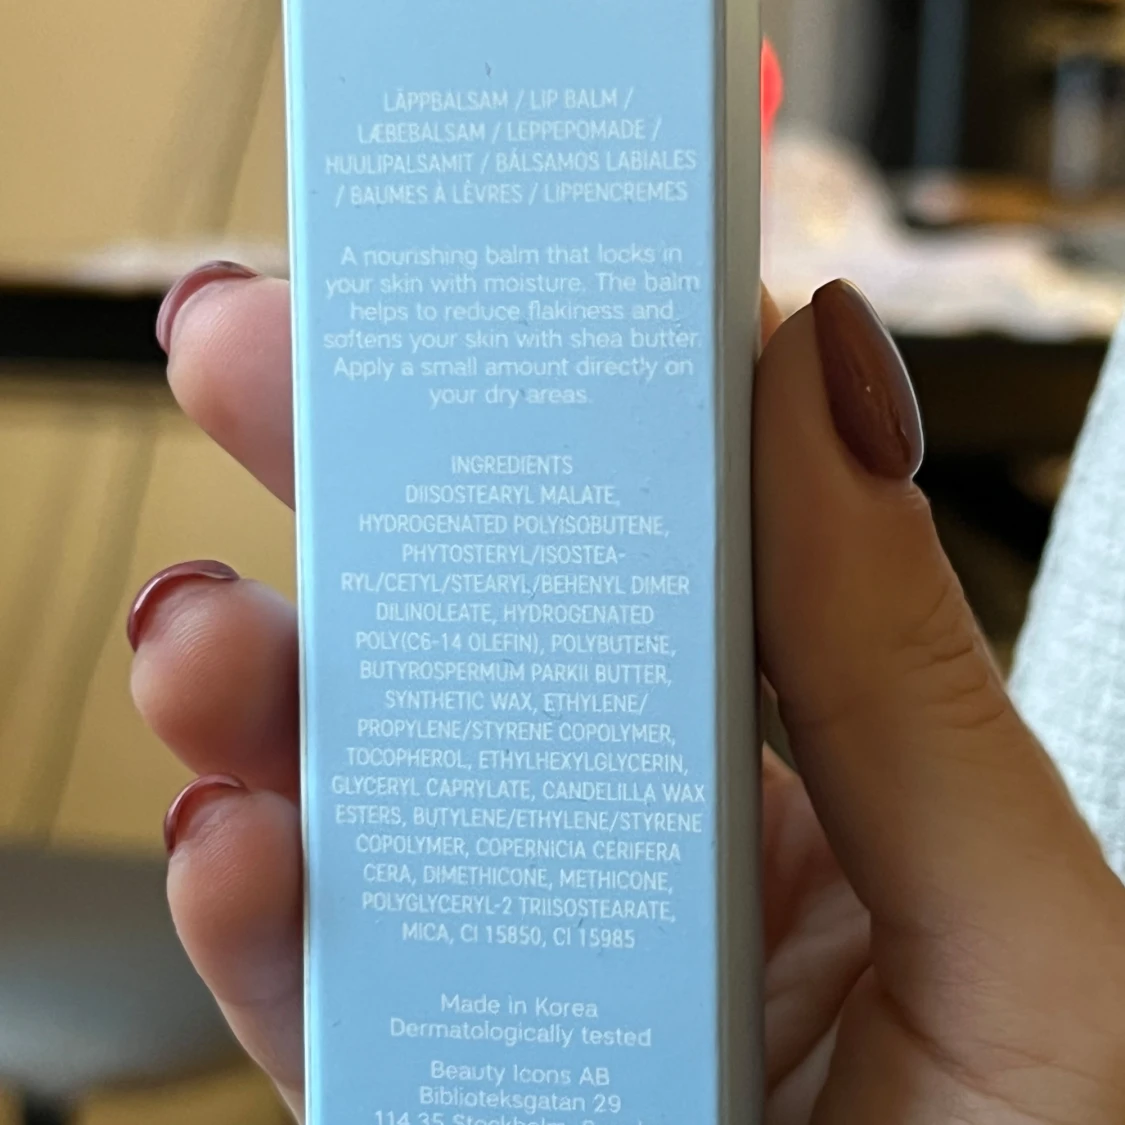 LÄPPBALSAM / LIP BALM /
LÆBEBALSAM / LEPPEPOMADE /
HUULIPALSAMIT / BÁLSAMOS LABIALES
/ BAUMES À LÈVRES / LIPPENCREMES
A nourishing balm that locks in
your skin with moisture. The balm
helps to reduce flakiness and
softens your skin with shea butter.
Apply a small amount directly on
your dry areas.
INGREDIENTS
DIISOSTEARYL MALATE,
HYDROGENATED POLYISOBUTENE,
PHYTOSTERYL/ISOSTEA-
RYL/CETYL/STEARYL/BEHENYL DIMER
DILINOLEATE, HYDROGENATED
POLY(C6-14 OLEFIN), POLYBUTENE,
BUTYROSPERMUM PARKII BUTTER,
SYNTHETIC WAX, ETHYLENE/
PROPYLENE/STYRENE COPOLYMER,
TOCOPHEROL, ETHYLHEXYLGLYCERIN,
GLYCERYL CAPRYLATE, CANDELILLA WAX
ESTERS, BUTYLENE/ETHYLENE/STYRENE
COPOLYMER, COPERNICIA CERIFERA
CERA, DIMETHICONE, METHICONE,
POLYGLYCERYL-2 TRIISOSTEARATE,
MICA, CI 15850, CI 15985
Made in Korea
Dermatologically tested
Beauty Icons AB
Biblioteksgatan 29
114 35 Stockholm,